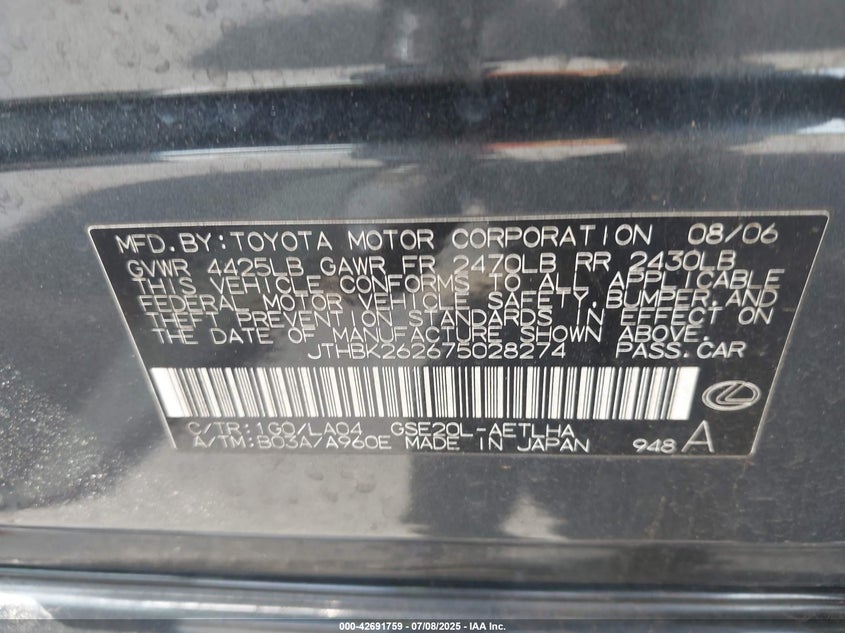 MFD.BY:TOYOTA MOTOR CORPORATION 08/06
GVWR 4425LB GAWR FR 2470LB RR 2430LB
THIS VEHICLE CONFORMS TO ALL APPLICABLE
FEDERAL MOTOR VEHICLE SAFETY, BUMPER, AND
THEFT PREVENTION STANDARDS IN EFFECT ON
THE DATE OF MANUFACTURE SHOWN ABOVE.
JTHBK262675028274 PASS.CAR
C/TR:1G0/LA04 GSE20L-AETLHA
A/TM:B03A/A960E MADE IN JAPAN 948 A
000-42691759 / 07/08/2025 - IAA Inc.